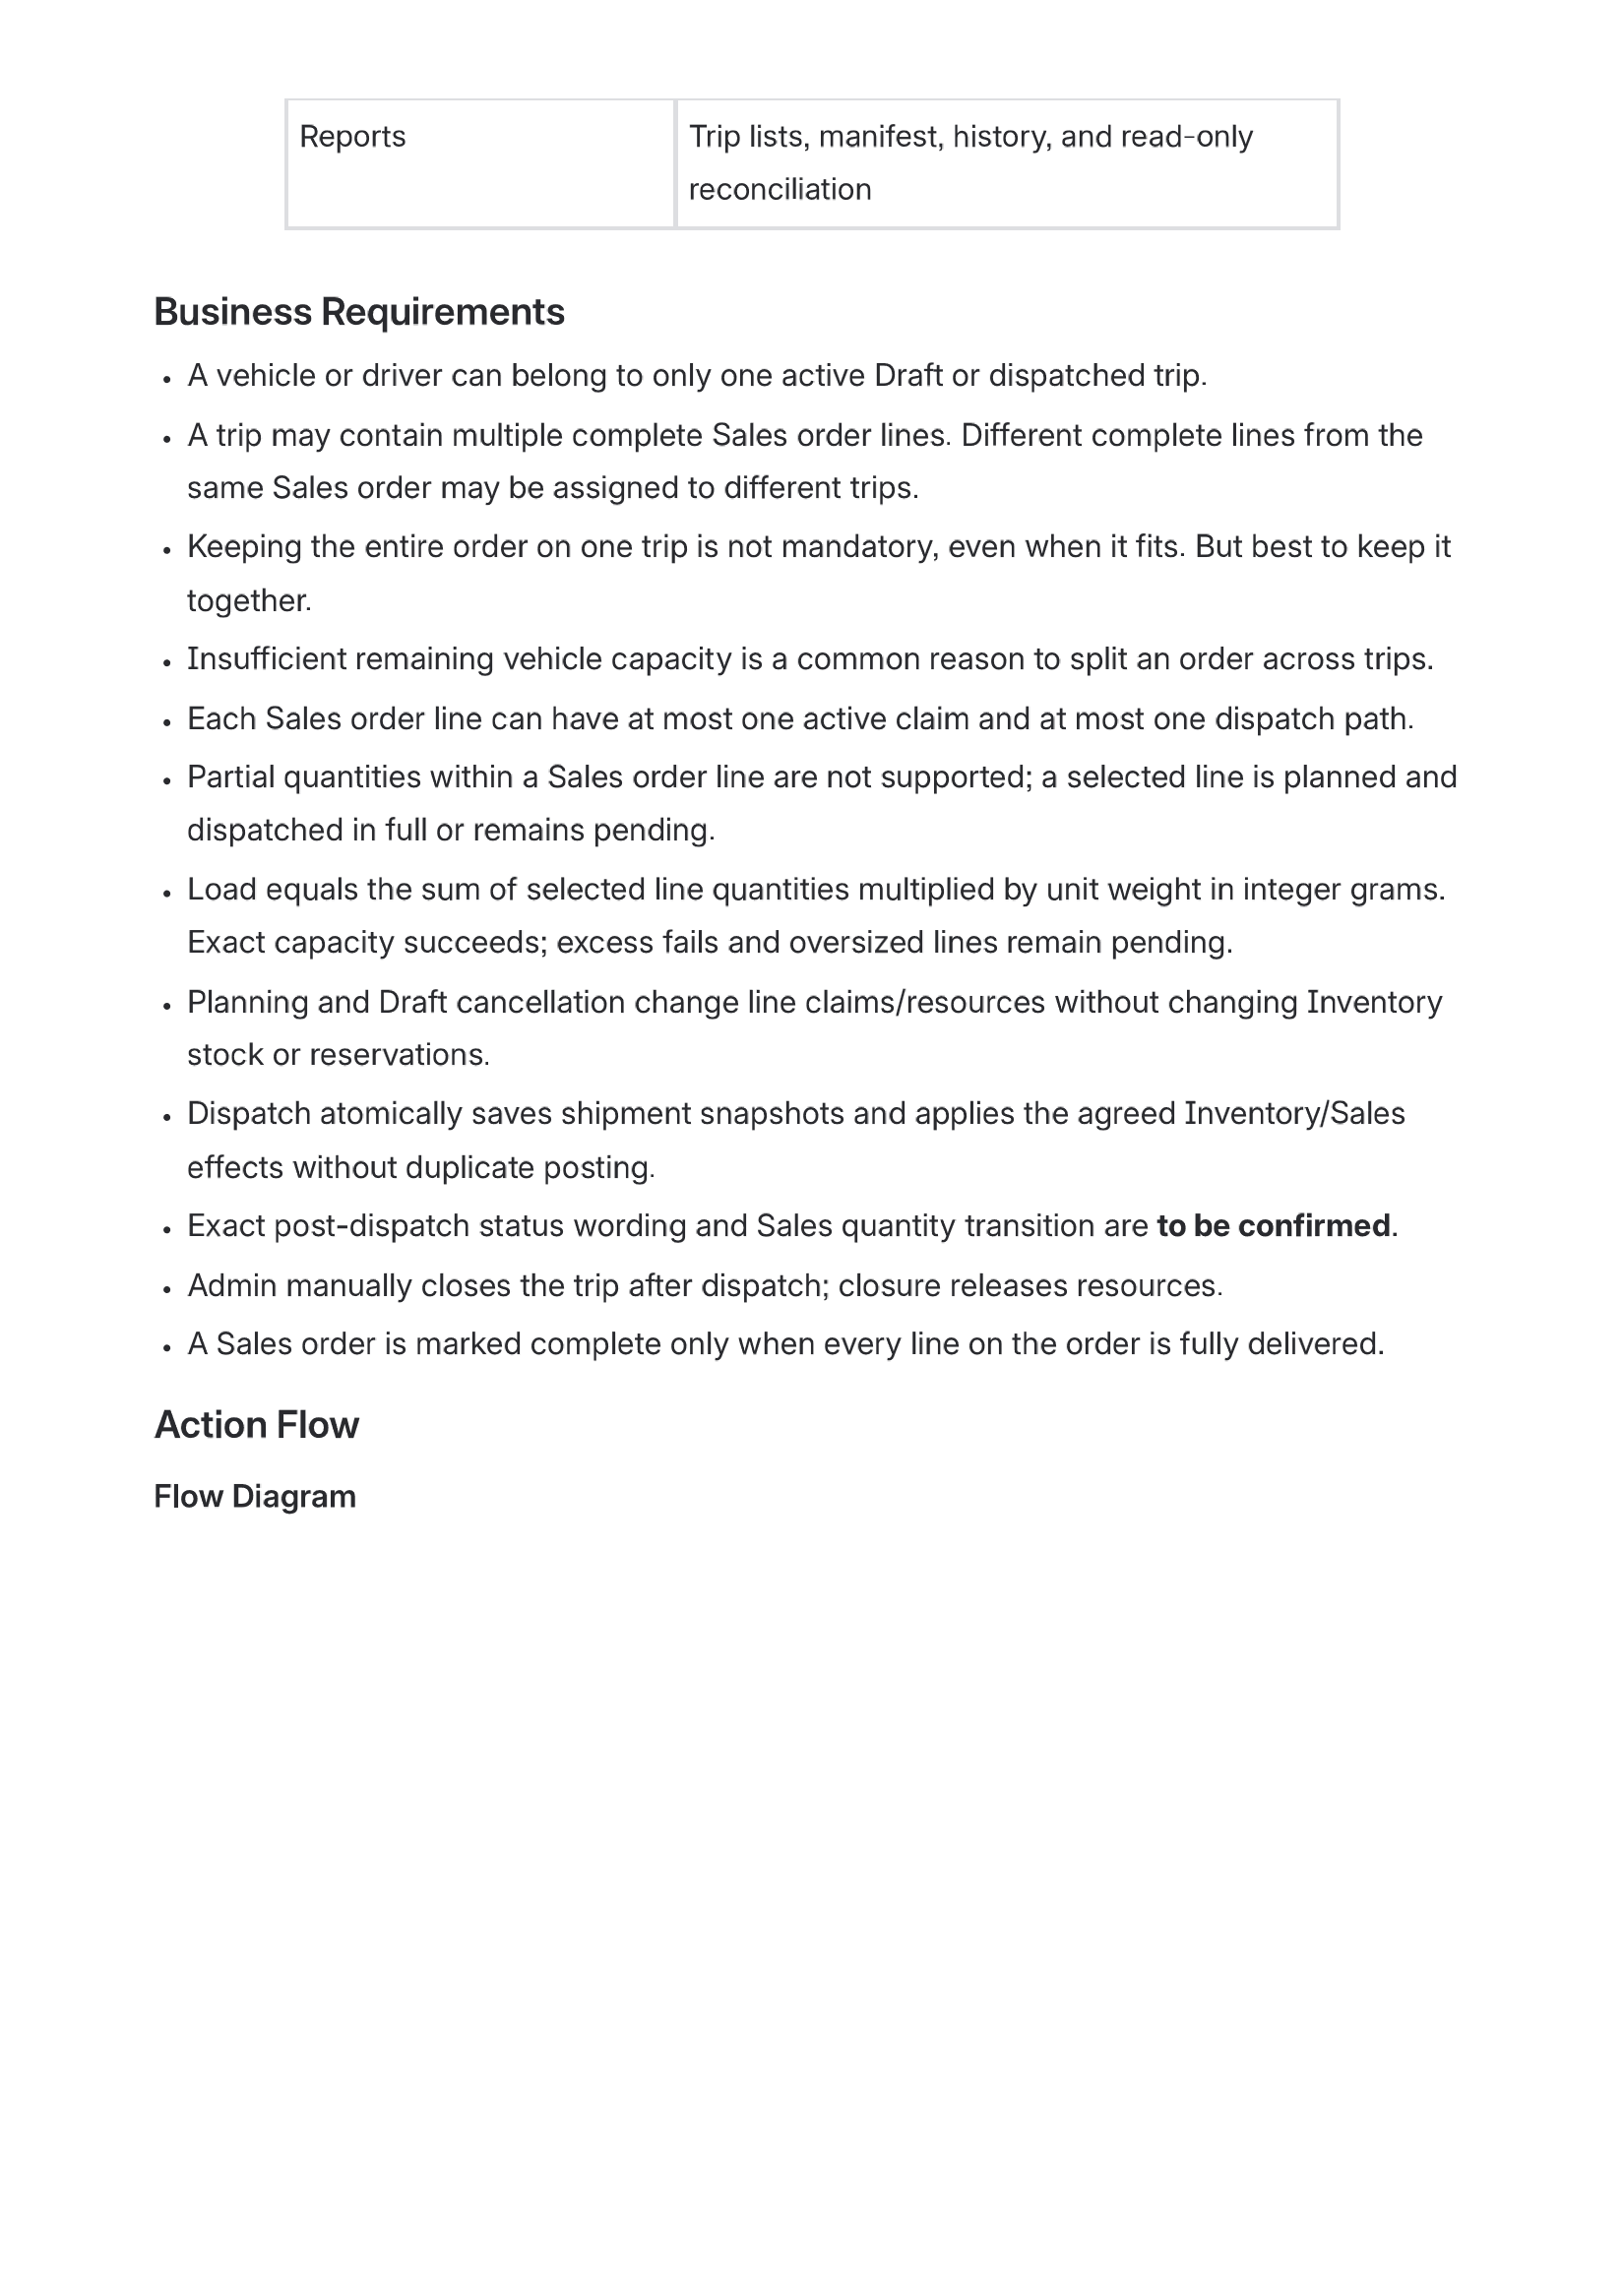 Reports
Trip lists, manifest, history, and read-only
reconciliation
Business Requirements
• A vehicle or driver can belong to only one active Draft or dispatched trip.
• A trip may contain multiple complete Sales order lines. Different complete lines from the
same Sales order may be assigned to different trips.
• Keeping the entire order on one trip is not mandatory, even when it fits. But best to keep it
together.
• Insufficient remaining vehicle capacity is a common reason to split an order across trips.
• Each Sales order line can have at most one active claim and at most one dispatch path.
• Partial quantities within a Sales order line are not supported; a selected line is planned and
dispatched in full or remains pending.
• Load equals the sum of selected line quantities multiplied by unit weight in integer grams.
Exact capacity succeeds; excess fails and oversized lines remain pending.
• Planning and Draft cancellation change line claims/resources without changing Inventory
stock or reservations.
• Dispatch atomically saves shipment snapshots and applies the agreed Inventory/Sales
effects without duplicate posting.
• Exact post-dispatch status wording and Sales quantity transition are to be confirmed.
• Admin manually closes the trip after dispatch; closure releases resources.
• A Sales order is marked complete only when every line on the order is fully delivered.
Action Flow
Flow Diagram